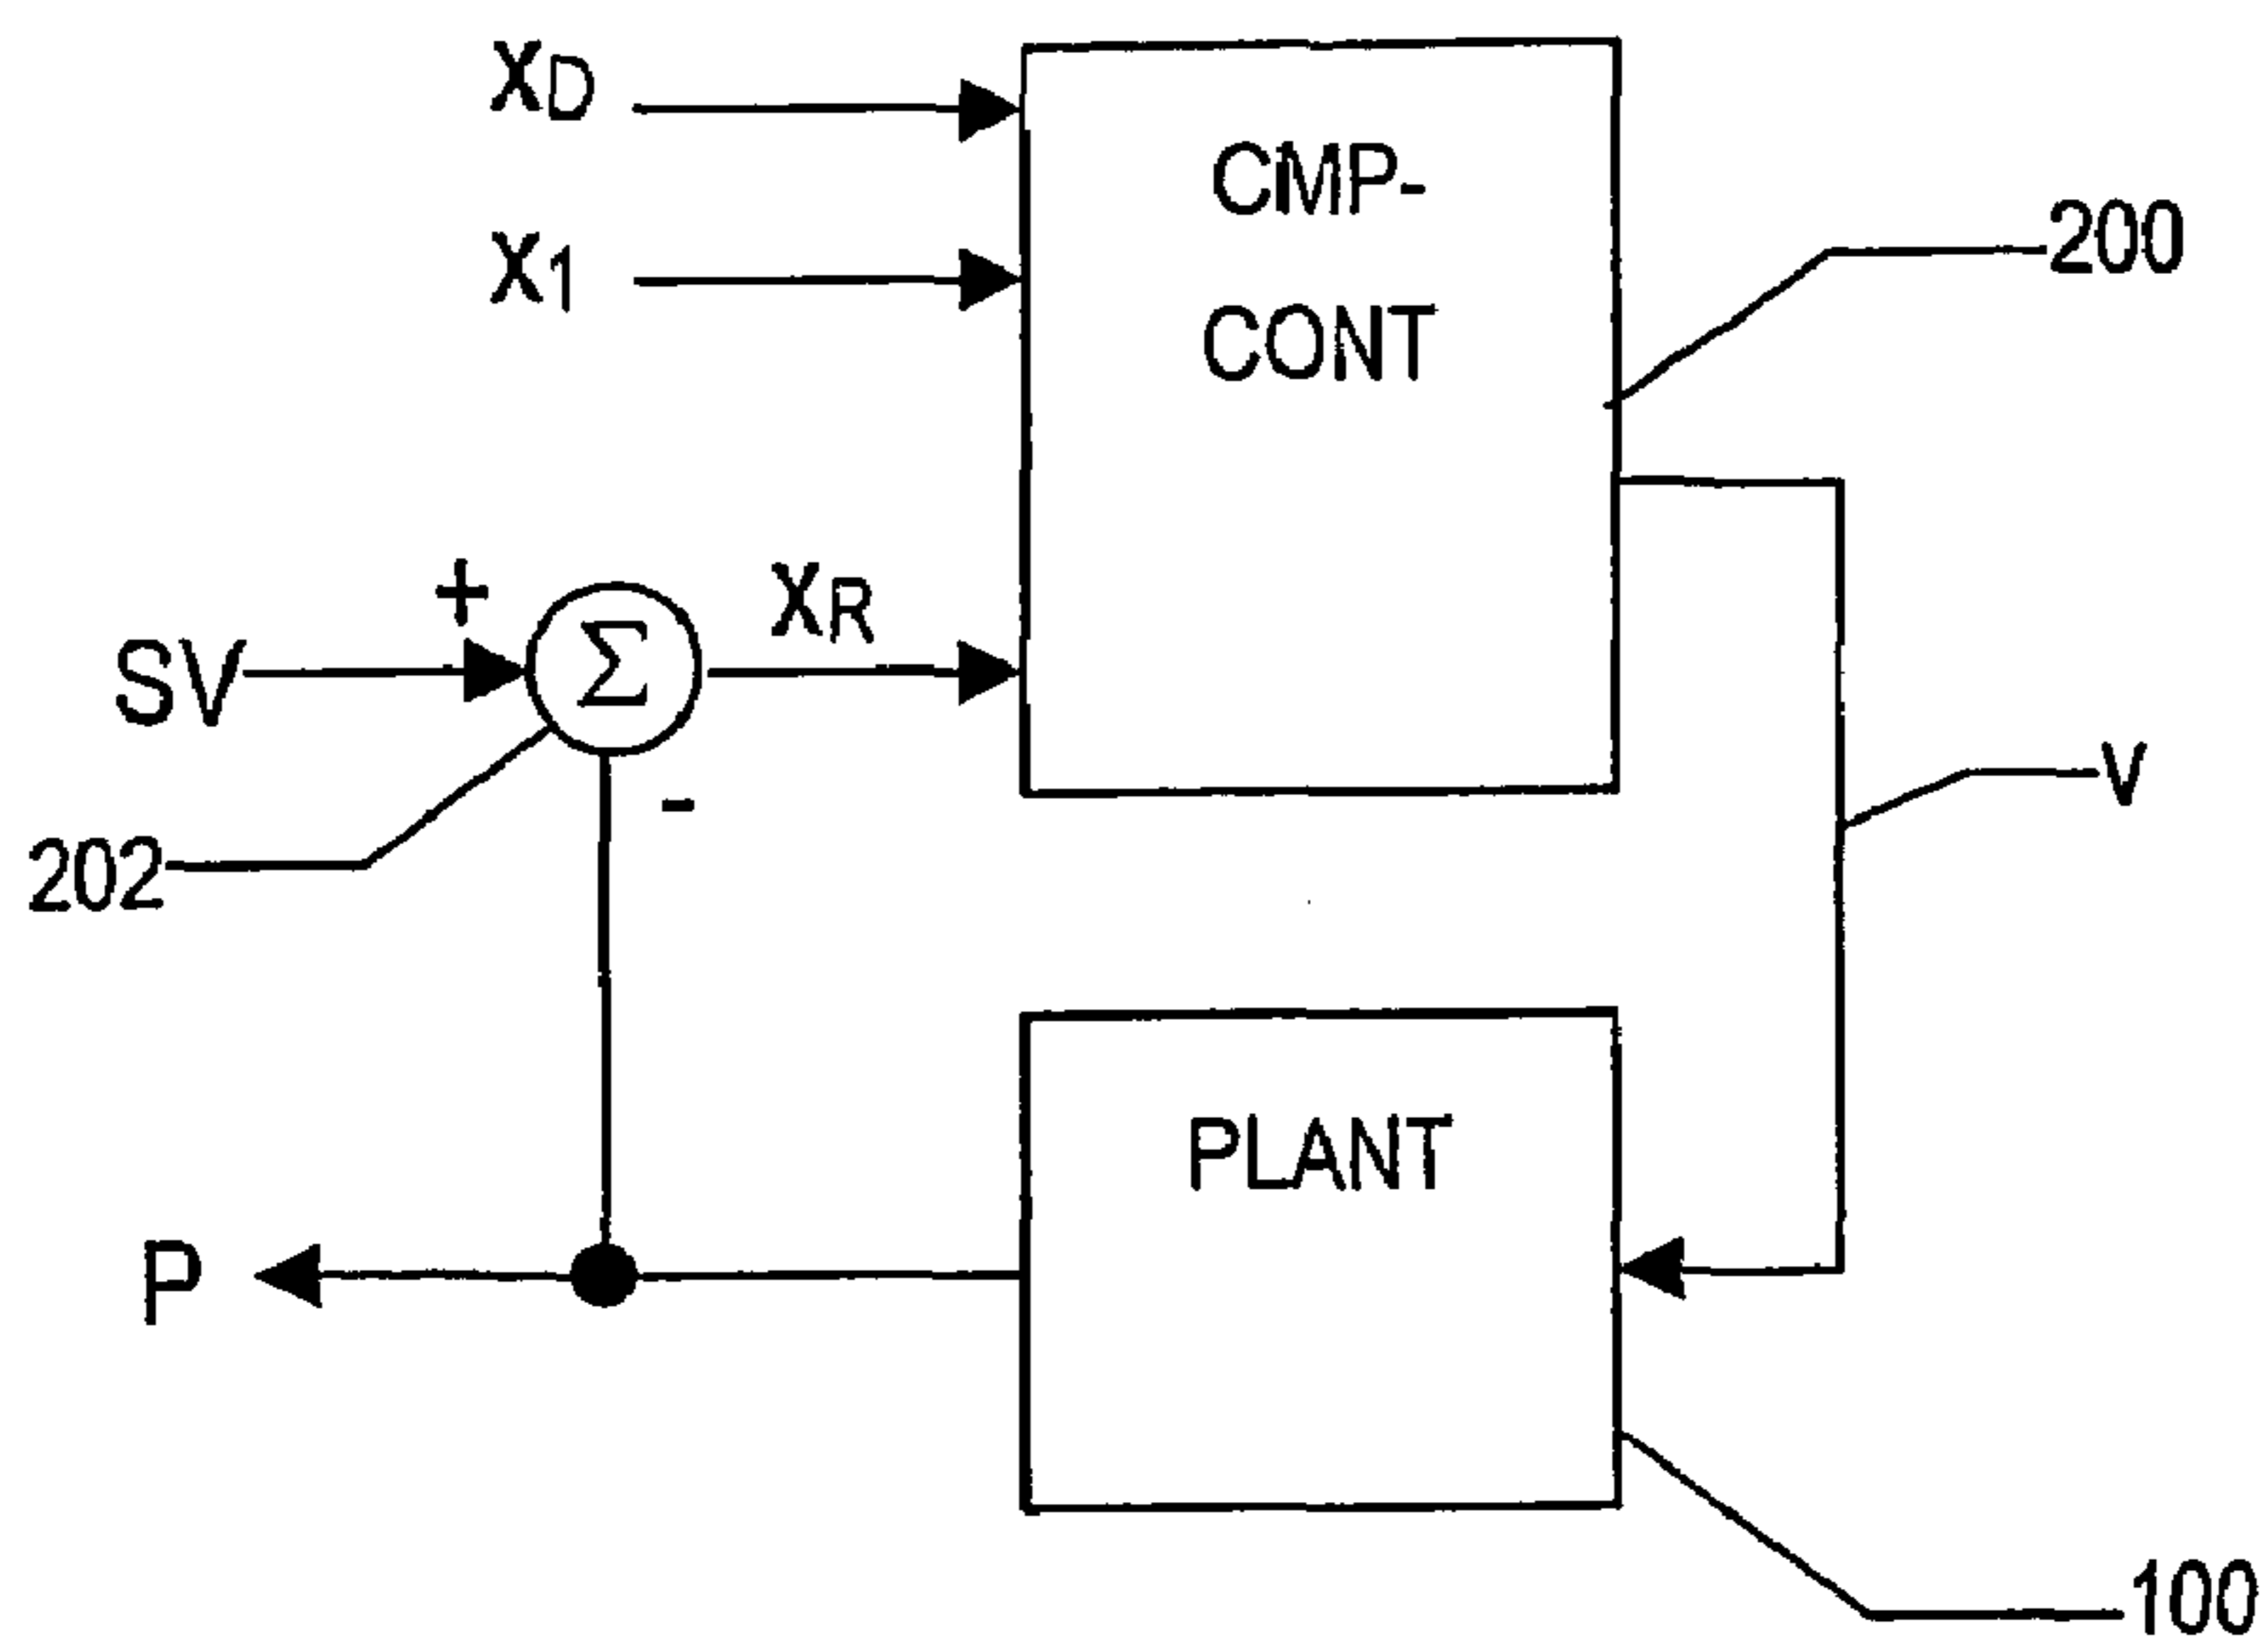 xD
CMP-
x1
200
CONT
+
xR
SV
Σ
-
v
202
PLANT
P
100